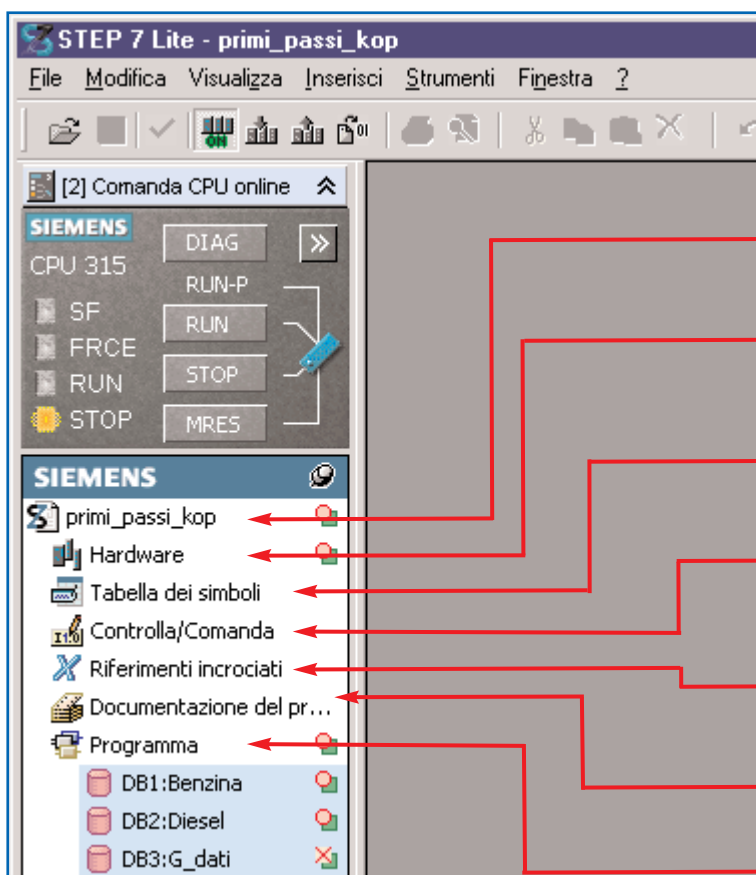 STEP 7 Lite - primi_passi_kop
File Modifica Visualizza Inserisci Strumenti Finestra ?
ON
[2] Comanda CPU online
SIEMENS
CPU 315
DIAG
RUN-P
SF
RUN
FRCE
RUN
STOP
STOP
MRES
SIEMENS
primi_passi_kop
Hardware
Tabella dei simboli
Controlla/Comanda
Riferimenti incrociati
Documentazione del pr...
Programma
DB1:Benzina
DB2:Diesel
DB3:G_dati